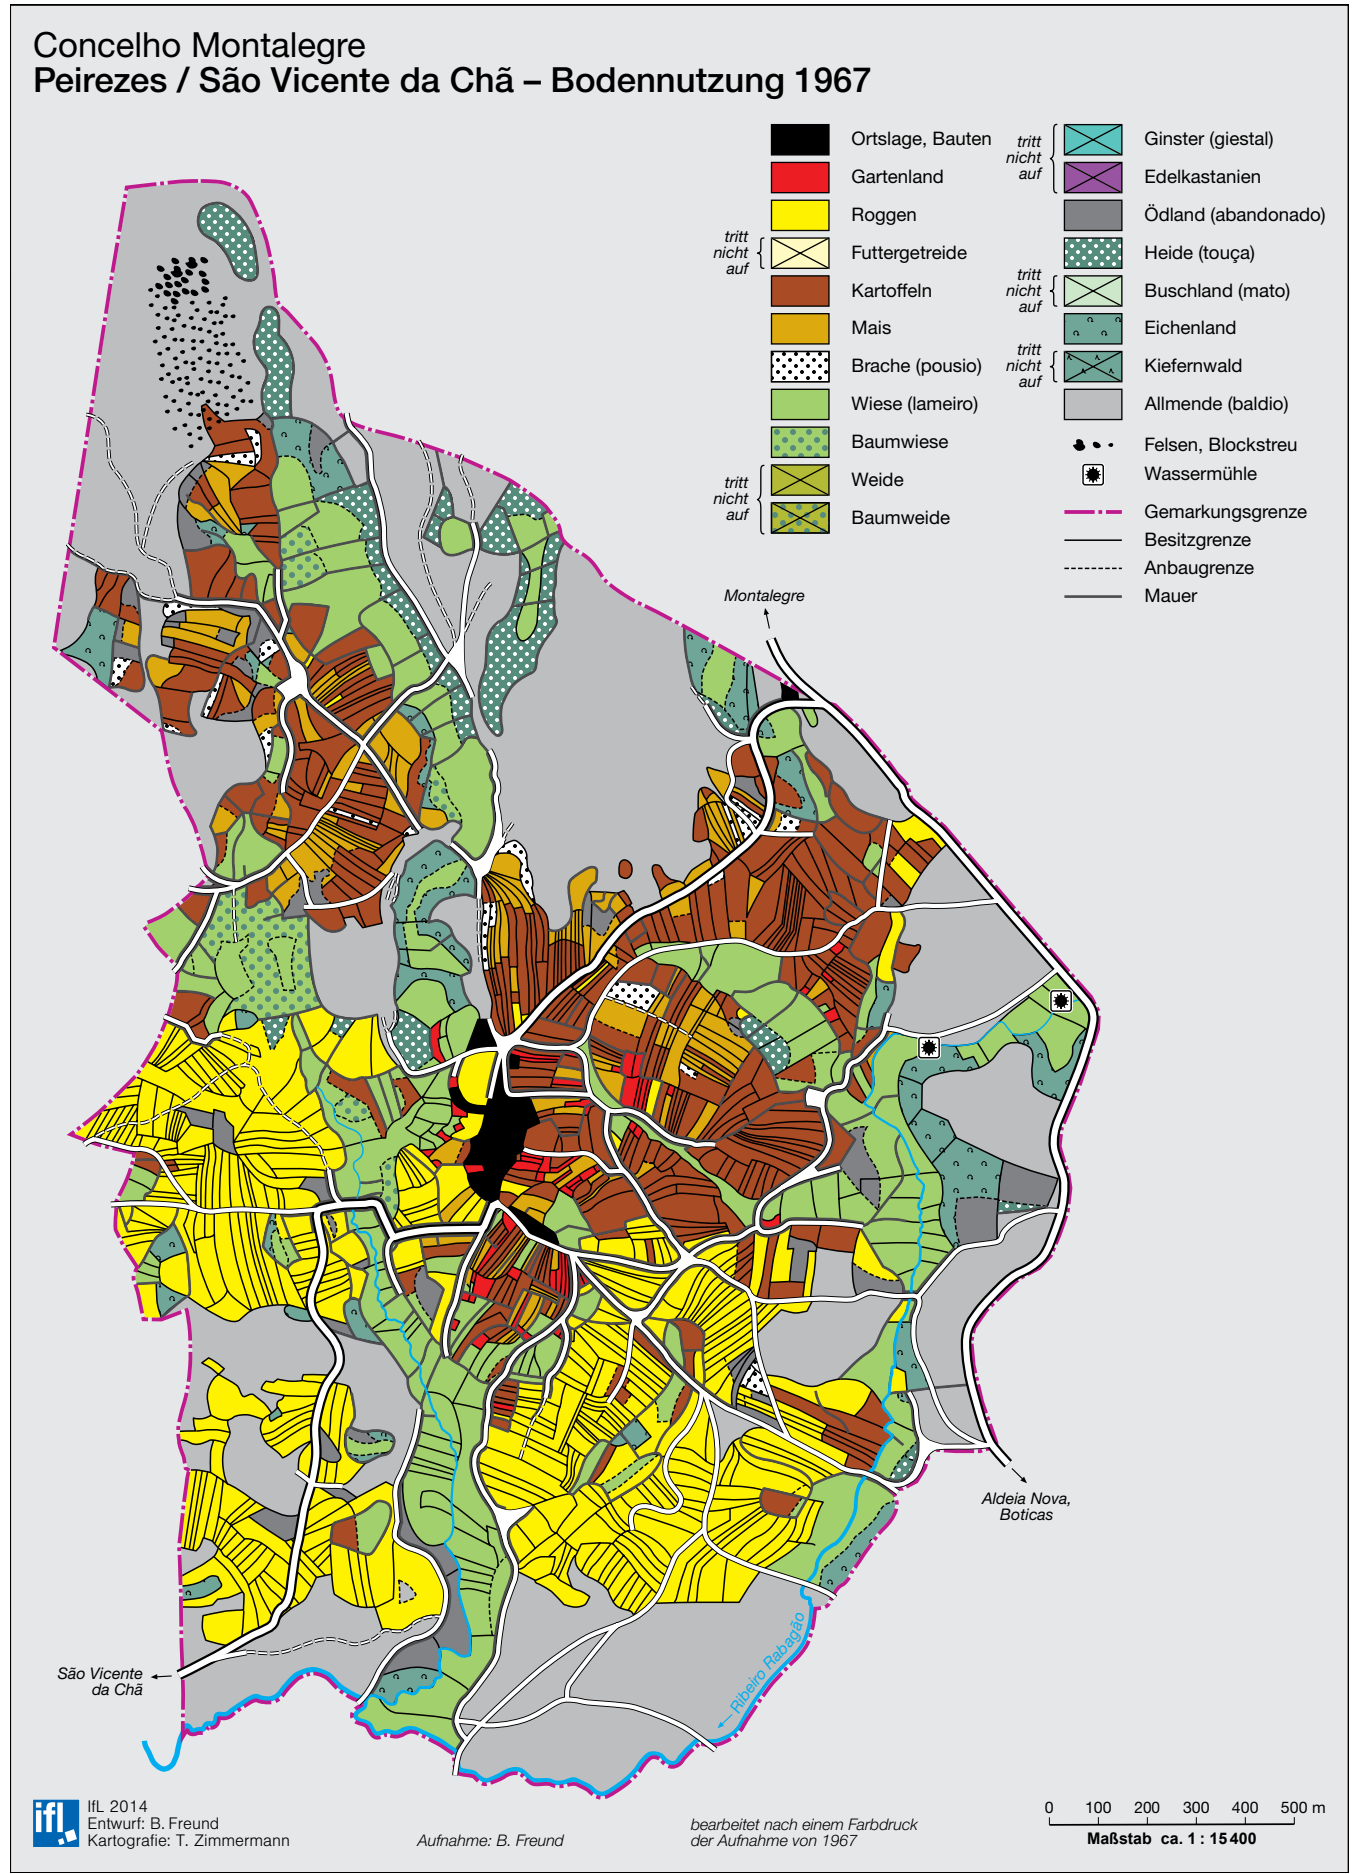 Concelho Montalegre
Peirezes / São Vicente da Chã – Bodennutzung 1967
Ortslage, Bauten
Gartenland
Roggen
tritt
nicht
auf
Futtergetreide
Kartoffeln
Mais
Brache (pousio)
Wiese (lameiro)
Baumwiese
tritt
nicht
auf
Weide
Baumweide
tritt
nicht
auf
Ginster (giestal)
Edelkastanien
Ödland (abandonado)
Heide (touça)
tritt
nicht
auf
Buschland (mato)
Eichenland
tritt
nicht
auf
Kiefernwald
Allmende (baldio)
Felsen, Blockstreu
Wassermühle
Gemarkungsgrenze
Besitzgrenze
Anbaugrenze
Mauer
Montalegre
Aldeia Nova,
Boticas
São Vicente
da Chã
Ribeiro Rabagão
ifl
IfL 2014
Entwurf: B. Freund
Kartografie: T. Zimmermann
Aufnahme: B. Freund
bearbeitet nach einem Farbdruck
der Aufnahme von 1967
0 100 200 300 400 500 m
Maßstab ca. 1 : 15 400